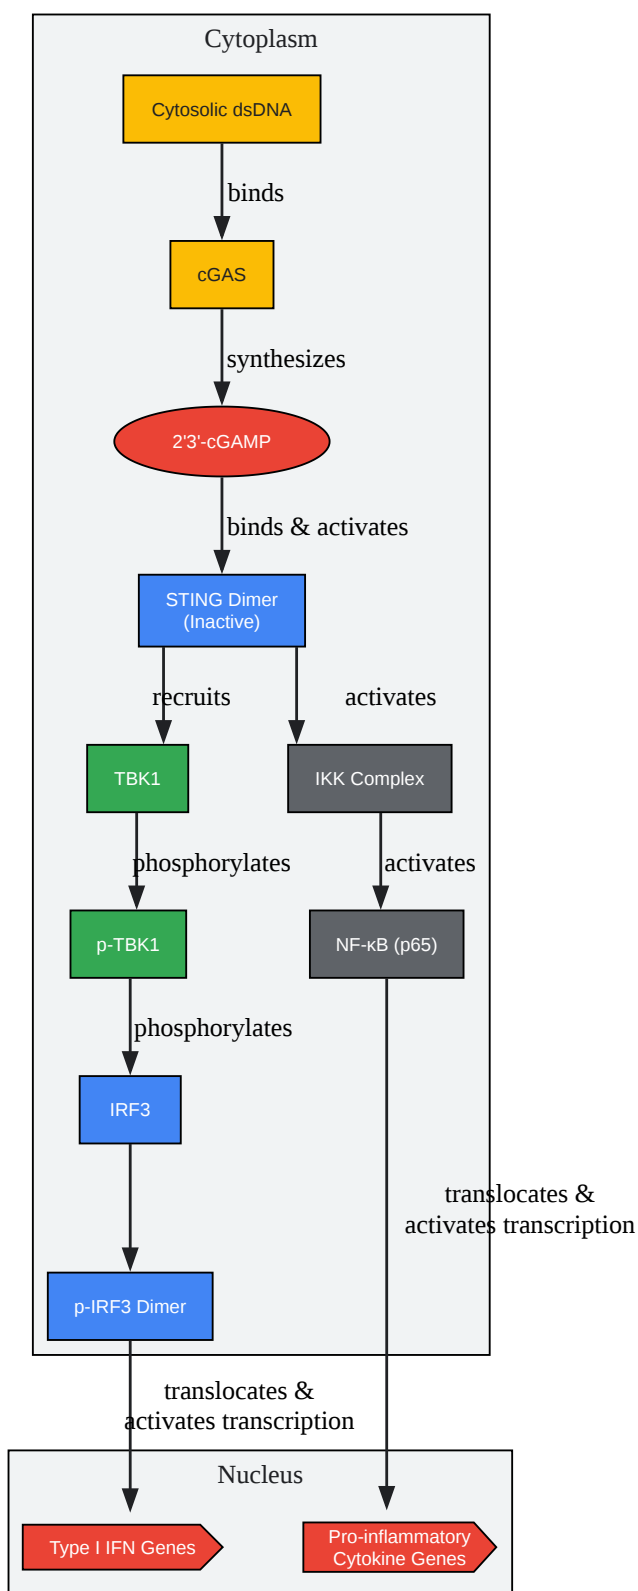 Cytoplasm
Cytosolic dsDNA
binds
cGAS
synthesizes
2'3'-cGAMP
binds & activates
STING Dimer
(Inactive)
recruits
activates
TBK1
IKK Complex
phosphorylates
activates
p-TBK1
NF-κB (p65)
phosphorylates
IRF3
translocates &
activates transcription
p-IRF3 Dimer
translocates &
activates transcription
Nucleus
Type I IFN Genes
Pro-inflammatory
Cytokine Genes